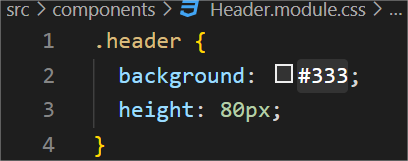 src > components > Header.module.css > ...
1 .header {
2 background: #333;
3 height: 80px;
4 }